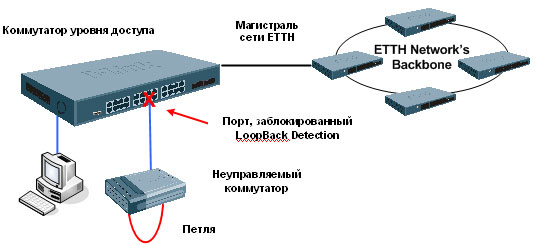 Коммутатор уровня доступа
Магистраль
сети ETTH
ETTH Network's
Backbone
Порт, заблокированный
LoopBack Detection
Неуправляемый
коммутатор
Петля